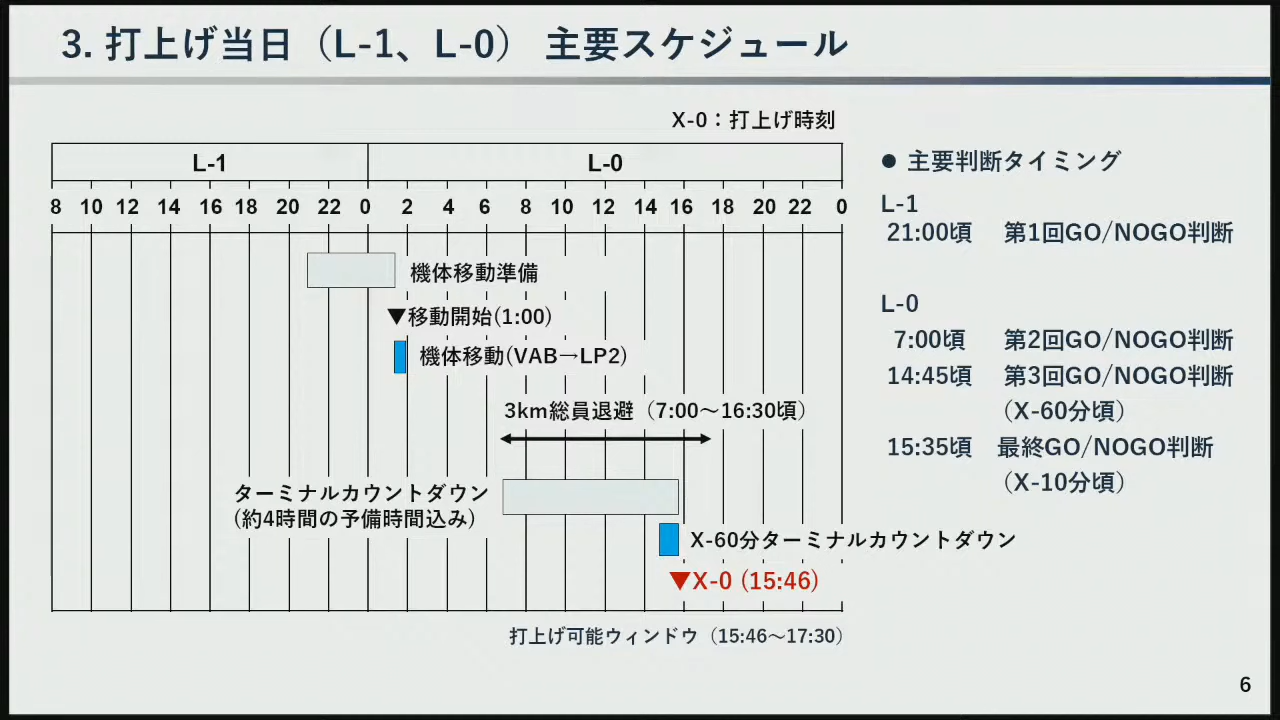 3. 打上げ当日（L-1、L-0） 主要スケジュール
X-0：打上げ時刻
L-1 L-0
8 10 12 14 16 18 20 22 0 2 4 6 8 10 12 14 16 18 20 22 0
機体移動準備
▼移動開始(1:00)
機体移動(VAB→LP2)
3km総員退避（7:00～16:30頃）
ターミナルカウントダウン
(約4時間の予備時間込み)
X-60分ターミナルカウントダウン
▼X-0 (15:46)
打上げ可能ウィンドウ（15:46～17:30）
● 主要判断タイミング
L-1
21:00頃 第1回GO/NOGO判断
L-0
7:00頃 第2回GO/NOGO判断
14:45頃 第3回GO/NOGO判断
（X-60分頃）
15:35頃 最終GO/NOGO判断
（X-10分頃）
6